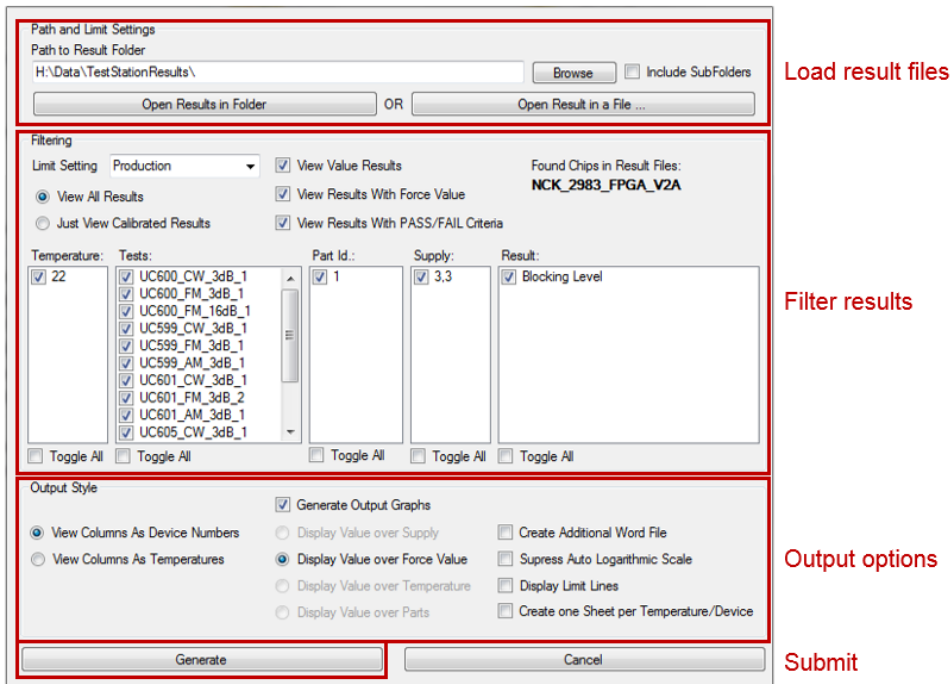 Path and Limit Settings
Path to Result Folder
H:\Data\TestStationResults\
Browse
Include SubFolders
Load result files
Open Results in Folder
OR
Open Result in a File ...
Filtering
Limit Setting
Production
View Value Results
Found Chips in Result Files:
NCK_2983_FPGA_V2A
View All Results
View Results With Force Value
Just View Calibrated Results
View Results With PASS/FAIL Criteria
Temperature:
Tests:
Part Id.:
Supply:
Result:
22
UC600_CW_3dB_1
UC600_FM_3dB_1
UC600_FM_16dB_1
UC599_CW_3dB_1
UC599_FM_3dB_1
UC599_AM_3dB_1
UC601_CW_3dB_1
UC601_FM_3dB_2
UC601_AM_3dB_1
UC605_CW_3dB_1
1
3,3
Blocking Level
Filter results
Toggle All
Toggle All
Toggle All
Toggle All
Toggle All
Output Style
Generate Output Graphs
View Columns As Device Numbers
Display Value over Supply
Create Additional Word File
View Columns As Temperatures
Display Value over Force Value
Supress Auto Logarithmic Scale
Output options
Display Value over Temperature
Display Limit Lines
Display Value over Parts
Create one Sheet per Temperature/Device
Generate
Cancel
Submit